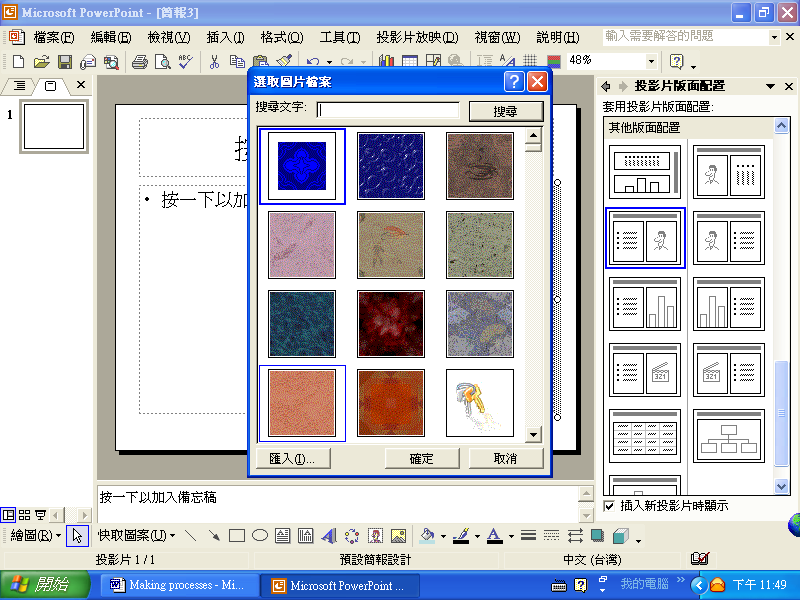 Microsoft PowerPoint - [簡報3]
檔案(F) 編輯(E) 檢視(V) 插入(I) 格式(O) 工具(T) 投影片放映(D) 視窗(W) 說明(H) 輸入需要解答的問題
48%
選取圖片檔案
搜尋文字:
搜尋
投影片版面配置
套用投影片版面配置:
其他版面配置
1
按
• 按一下以加
321
321
匯入(I)...
確定
取消
按一下以加入備忘稿
插入新投影片時顯示
繪圖(R) 快取圖案(U)
投影片 1 / 1
預設簡報設計
中文 (台灣)
開始
Making processes - Mi...
Microsoft PowerPoint ...
我的電腦
下午 11:49